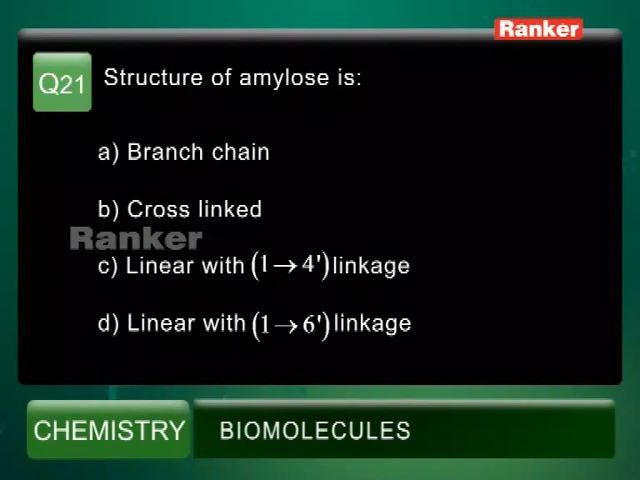 Ranker
Q21 Structure of amylose is:
a) Branch chain
b) Cross linked
Ranker
c) Linear with (1→4') linkage
d) Linear with (1→6') linkage
CHEMISTRY BIOMOLECULES